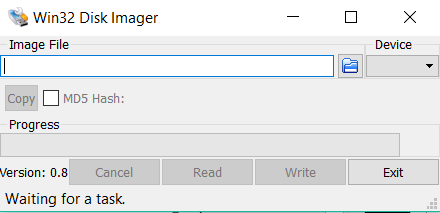 Win32 Disk Imager
Image File Device
Copy MD5 Hash:
Progress
Version: 0.8 Cancel Read Write Exit
Waiting for a task.